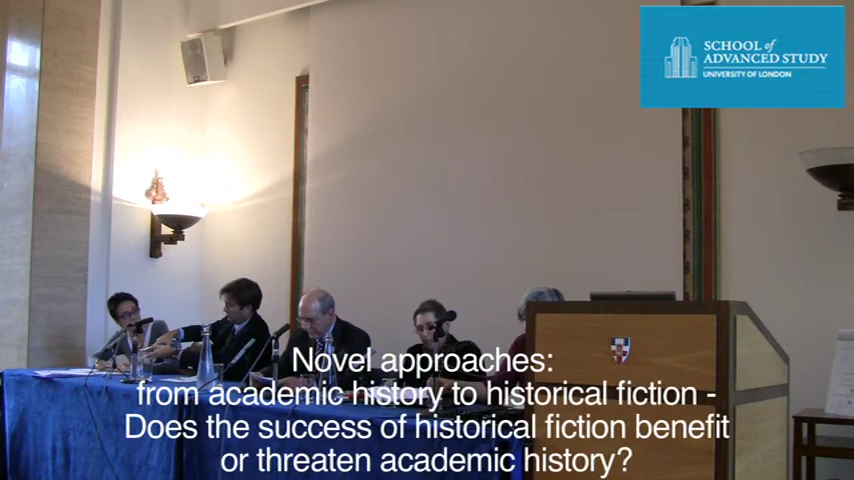 SCHOOL of
ADVANCED STUDY
UNIVERSITY OF LONDON
Novel approaches:
from academic history to historical fiction -
Does the success of historical fiction benefit
or threaten academic history?